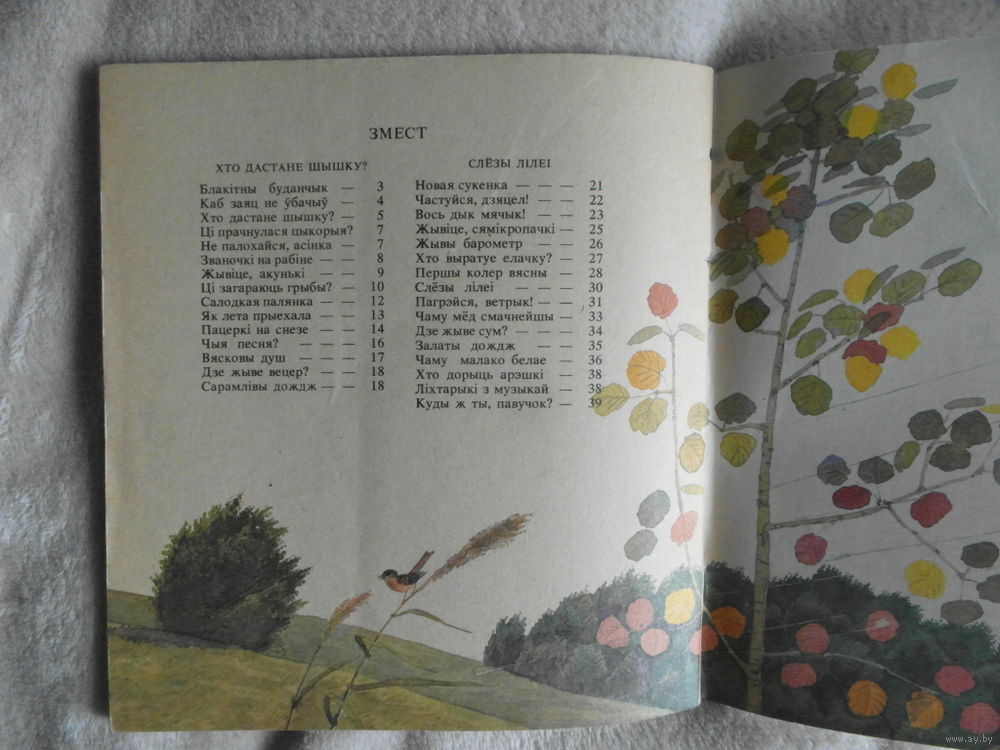 ЗМЕСТ
ХТО ДАСТАНЕ ШЫШКУ?
Блакітны буданчык — 3
Каб заяц не ўбачыў — 4
Хто дастане шышку? — 5
Ці прачнулася цыкорыя? 7
Не палохайся, асінка — 7
Званочкі на рабіне — — 8
Жывіце, акунькі — — 9
Ці загараюць грыбы? — 10
Салодкая палянка — — 12
Як лета прыехала — — 13
Пацеркі на снезе — — 14
Чыя песня? — — — 16
Вясковы душ — — — 17
Дзе жыве вецер? — — 18
Сарамлівы дождж — — 18
СЛЁЗЫ ЛІЛЕІ
Новая сукенка — — — 21
Частуйся, дзяцел! — — 22
Вось дык мячык! — — 23
Жывіце, сямікропачкі — 25
Жывы барометр — — 26
Хто выратуе елачку? — 27
Першы колер вясны — 28
Слёзы лілеі — — — 30
Пагрэйся, ветрык! — — 31
Чаму мёд смачнейшы — 33
Дзе жыве сум? — — — 34
Залаты дождж — — 35
Чаму малако белае — 36
Хто дорыць арэшкі — 38
Ліхтарыкі з музыкай — 38
Куды ж ты, павучок? — 39
www.ay.by